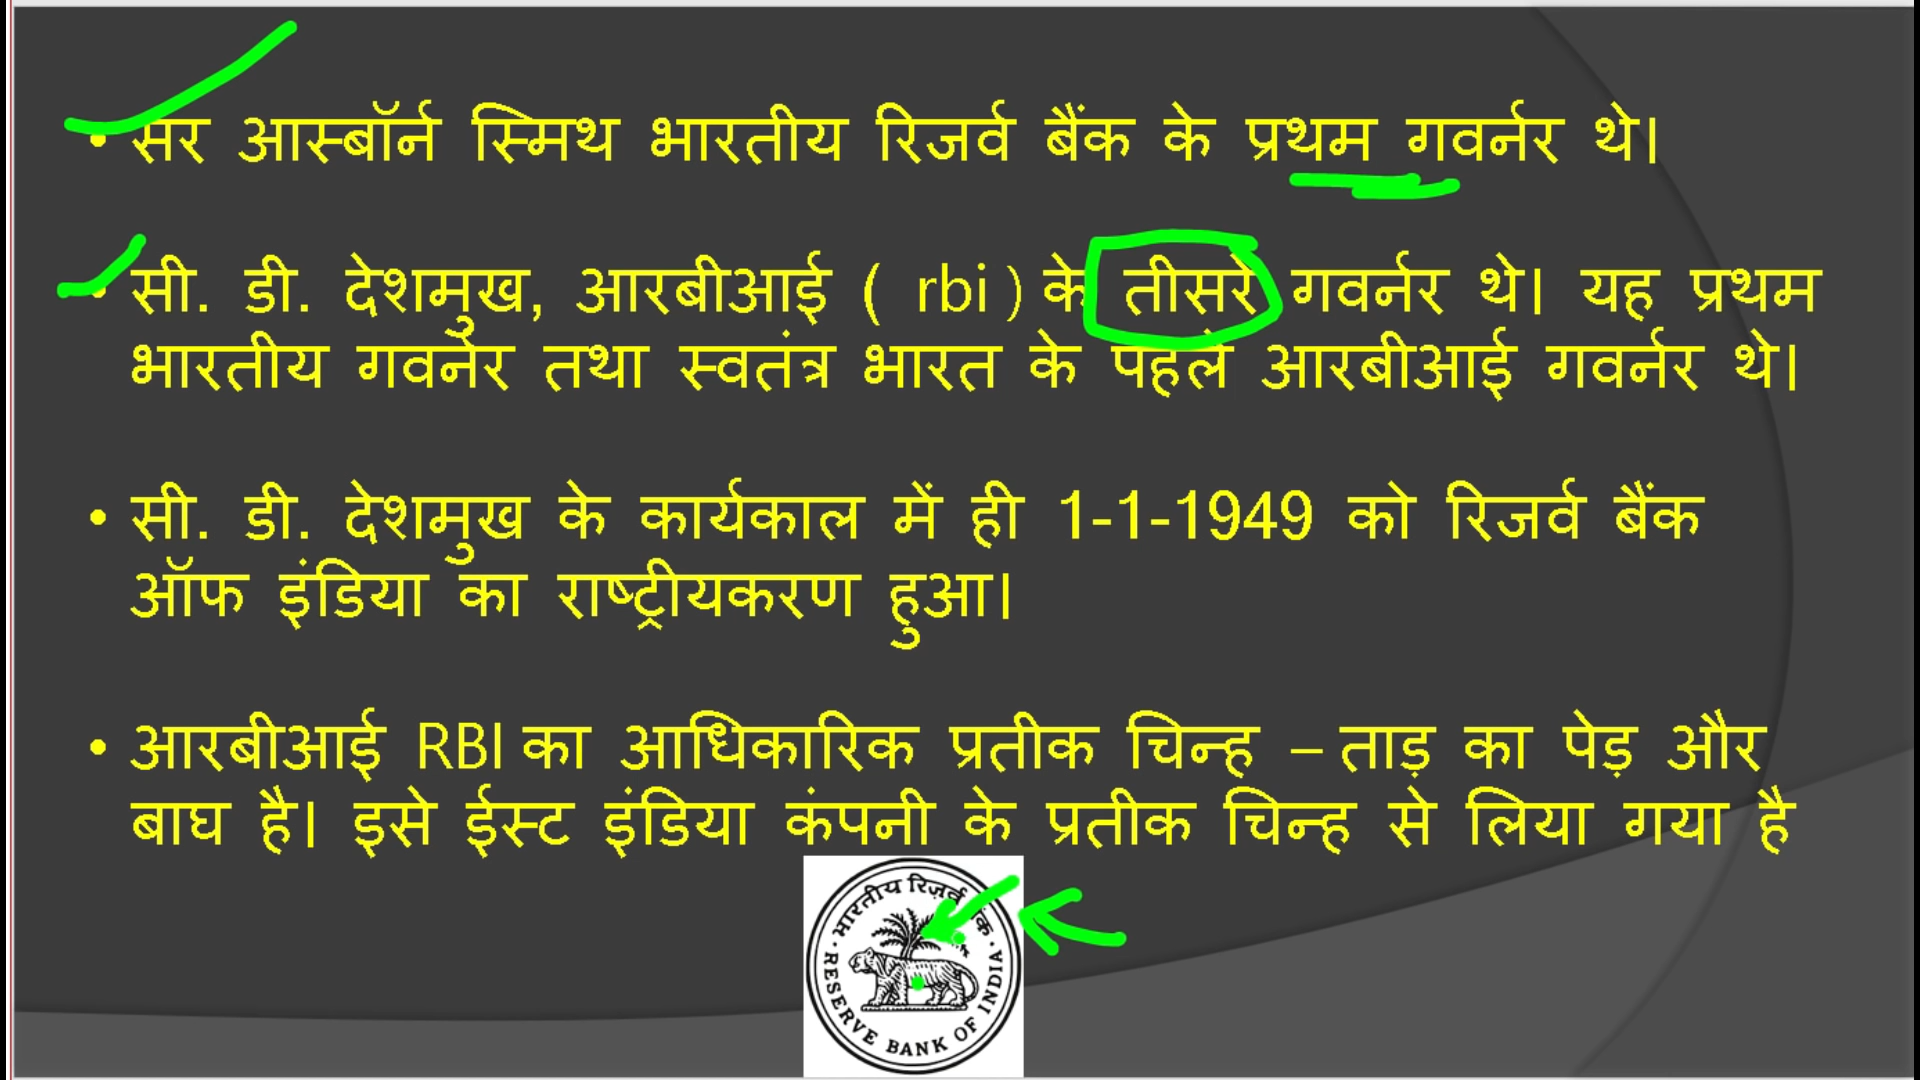 • सर आस्बॉर्न स्मिथ भारतीय रिजर्व बैंक के प्रथम गवर्नर थे।
• सी. डी. देशमुख, आरबीआई ( rbi ) के तीसरे गवर्नर थे। यह प्रथम
भारतीय गवर्नर तथा स्वतंत्र भारत के पहले आरबीआई गवर्नर थे।
• सी. डी. देशमुख के कार्यकाल में ही 1-1-1949 को रिजर्व बैंक
ऑफ इंडिया का राष्ट्रीयकरण हुआ।
• आरबीआई RBI का आधिकारिक प्रतीक चिन्ह – ताड़ का पेड़ और
बाघ है। इसे ईस्ट इंडिया कंपनी के प्रतीक चिन्ह से लिया गया है
भारतीय रिज़र्व बैंक
RESERVE BANK OF INDIA